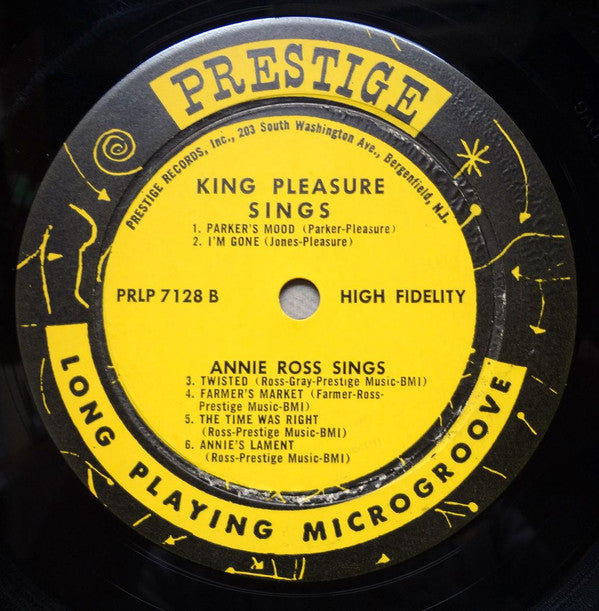 PRESTIGE
PRESTIGE RECORDS, Inc., 203 South Washington Ave., Bergenfield, N.J.
KING PLEASURE
SINGS
1. PARKER'S MOOD (Parker-Pleasure)
2. I'M GONE (Jones-Pleasure)
PRLP 7128 B
HIGH FIDELITY
ANNIE ROSS SINGS
3. TWISTED (Ross-Gray-Prestige Music-BMI)
4. FARMER'S MARKET (Farmer-Ross-
Prestige Music-BMI)
5. THE TIME WAS RIGHT
(Ross-Prestige Music-BMI)
6. ANNIE'S LAMENT
(Ross-Prestige Music-BMI)
LONG PLAYING MICROGROOVE